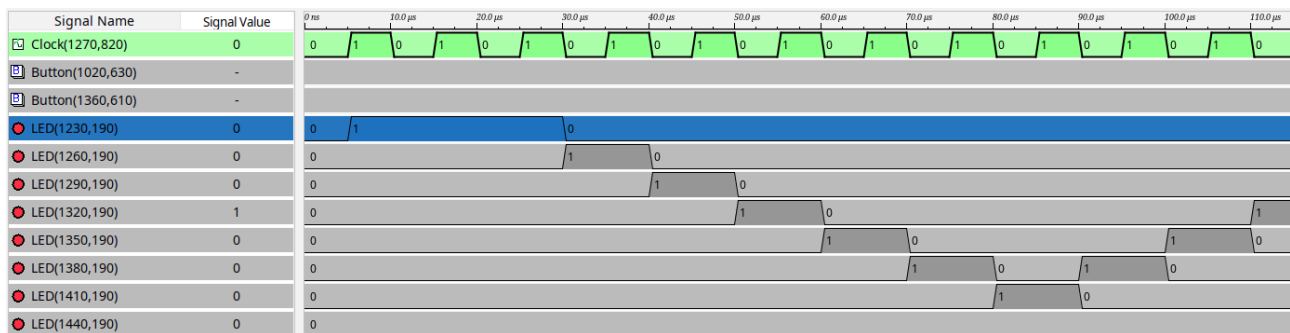 Signal Name Signal Value 0 ns 10.0 µs 20.0 µs 30.0 µs 40.0 µs 50.0 µs 60.0 µs 70.0 µs 80.0 µs 90.0 µs 100.0 µs 110.0 µs
Clock(1270,820) 0 0 1 0 1 0 1 0 1 0 1 0 1 0 1 0 1 0 1 0 1 0 1 0
B Button(1020,630) -
B Button(1360,610) -
LED(1230,190) 0 0 1 0
LED(1260,190) 0 0 1 0
LED(1290,190) 0 0 1 0
LED(1320,190) 1 0 1 0 1
LED(1350,190) 0 0 1 0 1 0
LED(1380,190) 0 0 1 0 1 0
LED(1410,190) 0 0 1 0
LED(1440,190) 0 0